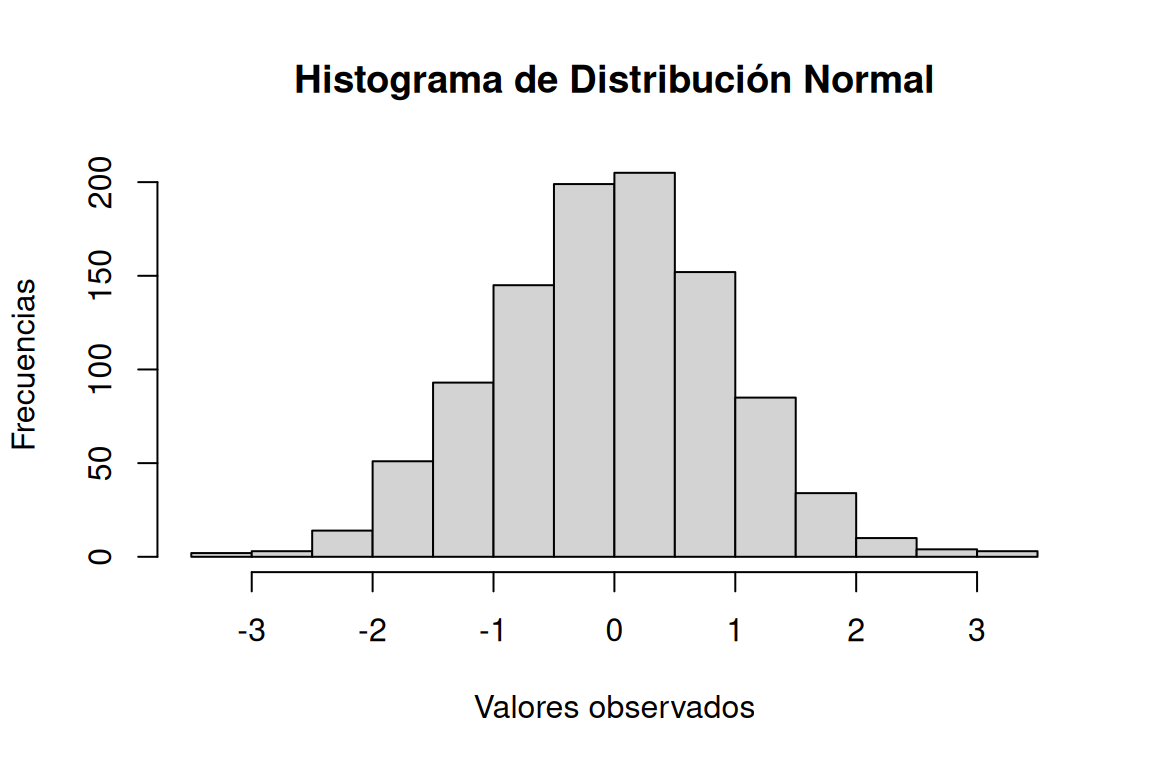 Histograma de Distribución Normal
Frecuencias
200
150
100
50
0
-3 -2 -1 0 1 2 3
Valores observados